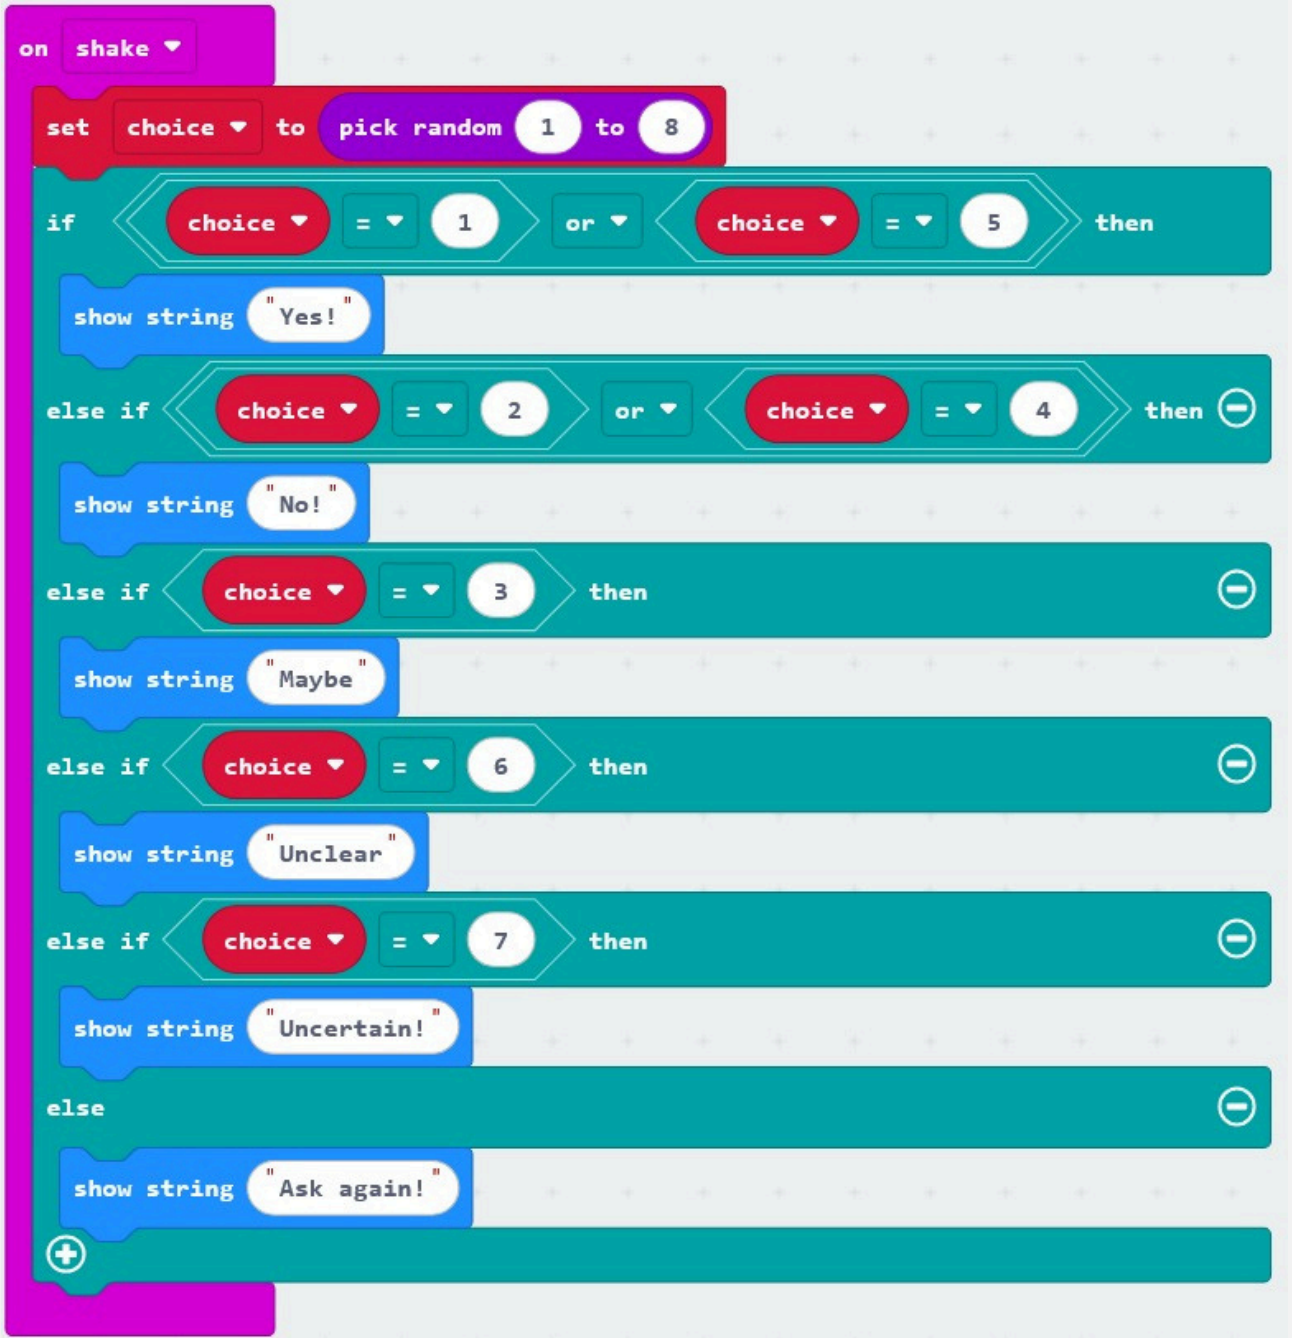 on shake
set choice to pick random 1 to 8
if choice = 1 or choice = 5 then
show string "Yes!"
else if choice = 2 or choice = 4 then
show string "No!"
else if choice = 3 then
show string "Maybe"
else if choice = 6 then
show string "Unclear"
else if choice = 7 then
show string "Uncertain!"
else
show string "Ask again!"